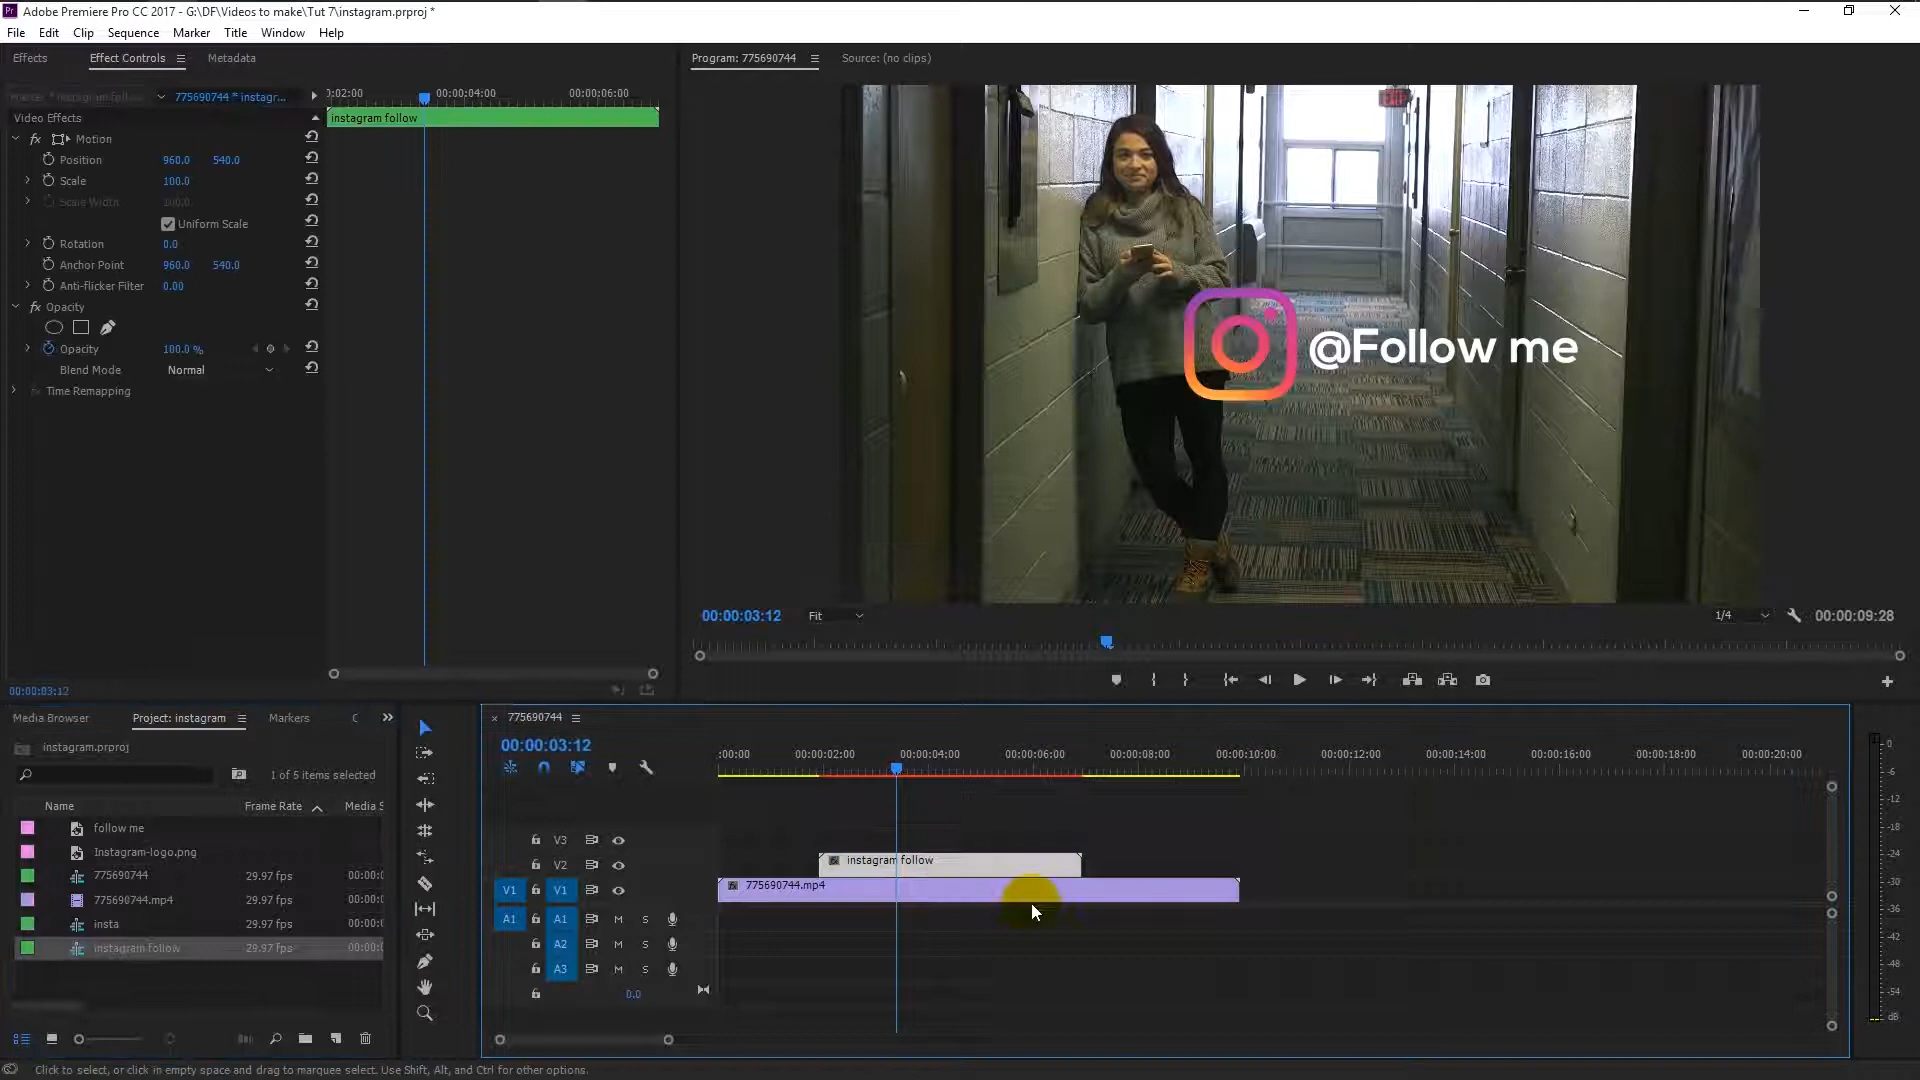 Adobe Premiere Pro CC 2017 - G:\DF\Videos to make\Tut 7\instagram.prproj *
File Edit Clip Sequence Marker Title Window Help
Effects Effect Controls Metadata
Program: 775690744 Source: (no clips)
775690744 * instagr...
0:02:00 00:00:04:00 00:00:06:00
Video Effects
instagram follow
fx Motion
Position 960.0 540.0
Scale 100.0
Scale Width 100.0
Uniform Scale
Rotation 0.0
Anchor Point 960.0 540.0
Anti-flicker Filter 0.00
fx Opacity
Opacity 100.0 %
Blend Mode Normal
Time Remapping
@Follow me
00:00:03:12 Fit 1/4 00:00:09:28
00:00:03:12
Media Browser Project: instagram Markers C
instagram.prproj
1 of 5 items selected
Name Frame Rate Media S
follow me
Instagram-logo.png
775690744 29.97 fps 00:00:0
775690744.mp4 29.97 fps 00:00:0
insta 29.97 fps 00:00:0
instagram follow 29.97 fps 00:00:0
775690744
00:00:03:12
:00:00 00:00:02:00 00:00:04:00 00:00:06:00 00:00:08:00 00:00:10:00 00:00:12:00 00:00:14:00 00:00:16:00 00:00:18:00 00:00:20:00
V3
V2 instagram follow
V1 V1 775690744.mp4
A1 A1 M S
A2 M S
A3 M S
0.0
0
-6
-12
-18
-24
-30
-36
-42
-48
-54
dB
Click to select, or click in empty space and drag to marquee select. Use Shift, Alt, and Ctrl for other options.